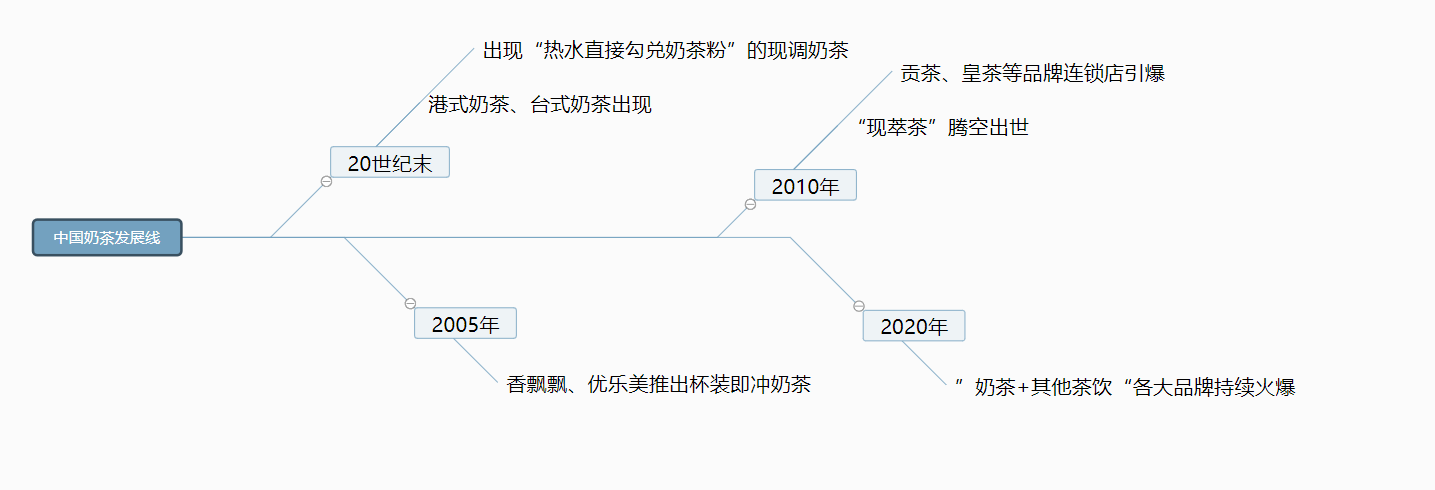 出现“热水直接勾兑奶茶粉”的现调奶茶
港式奶茶、台式奶茶出现
20世纪末
贡茶、皇茶等品牌连锁店引爆
“现萃茶”腾空出世
2010年
中国奶茶发展线
2005年
香飘飘、优乐美推出杯装即冲奶茶
2020年
”奶茶+其他茶饮“各大品牌持续火爆